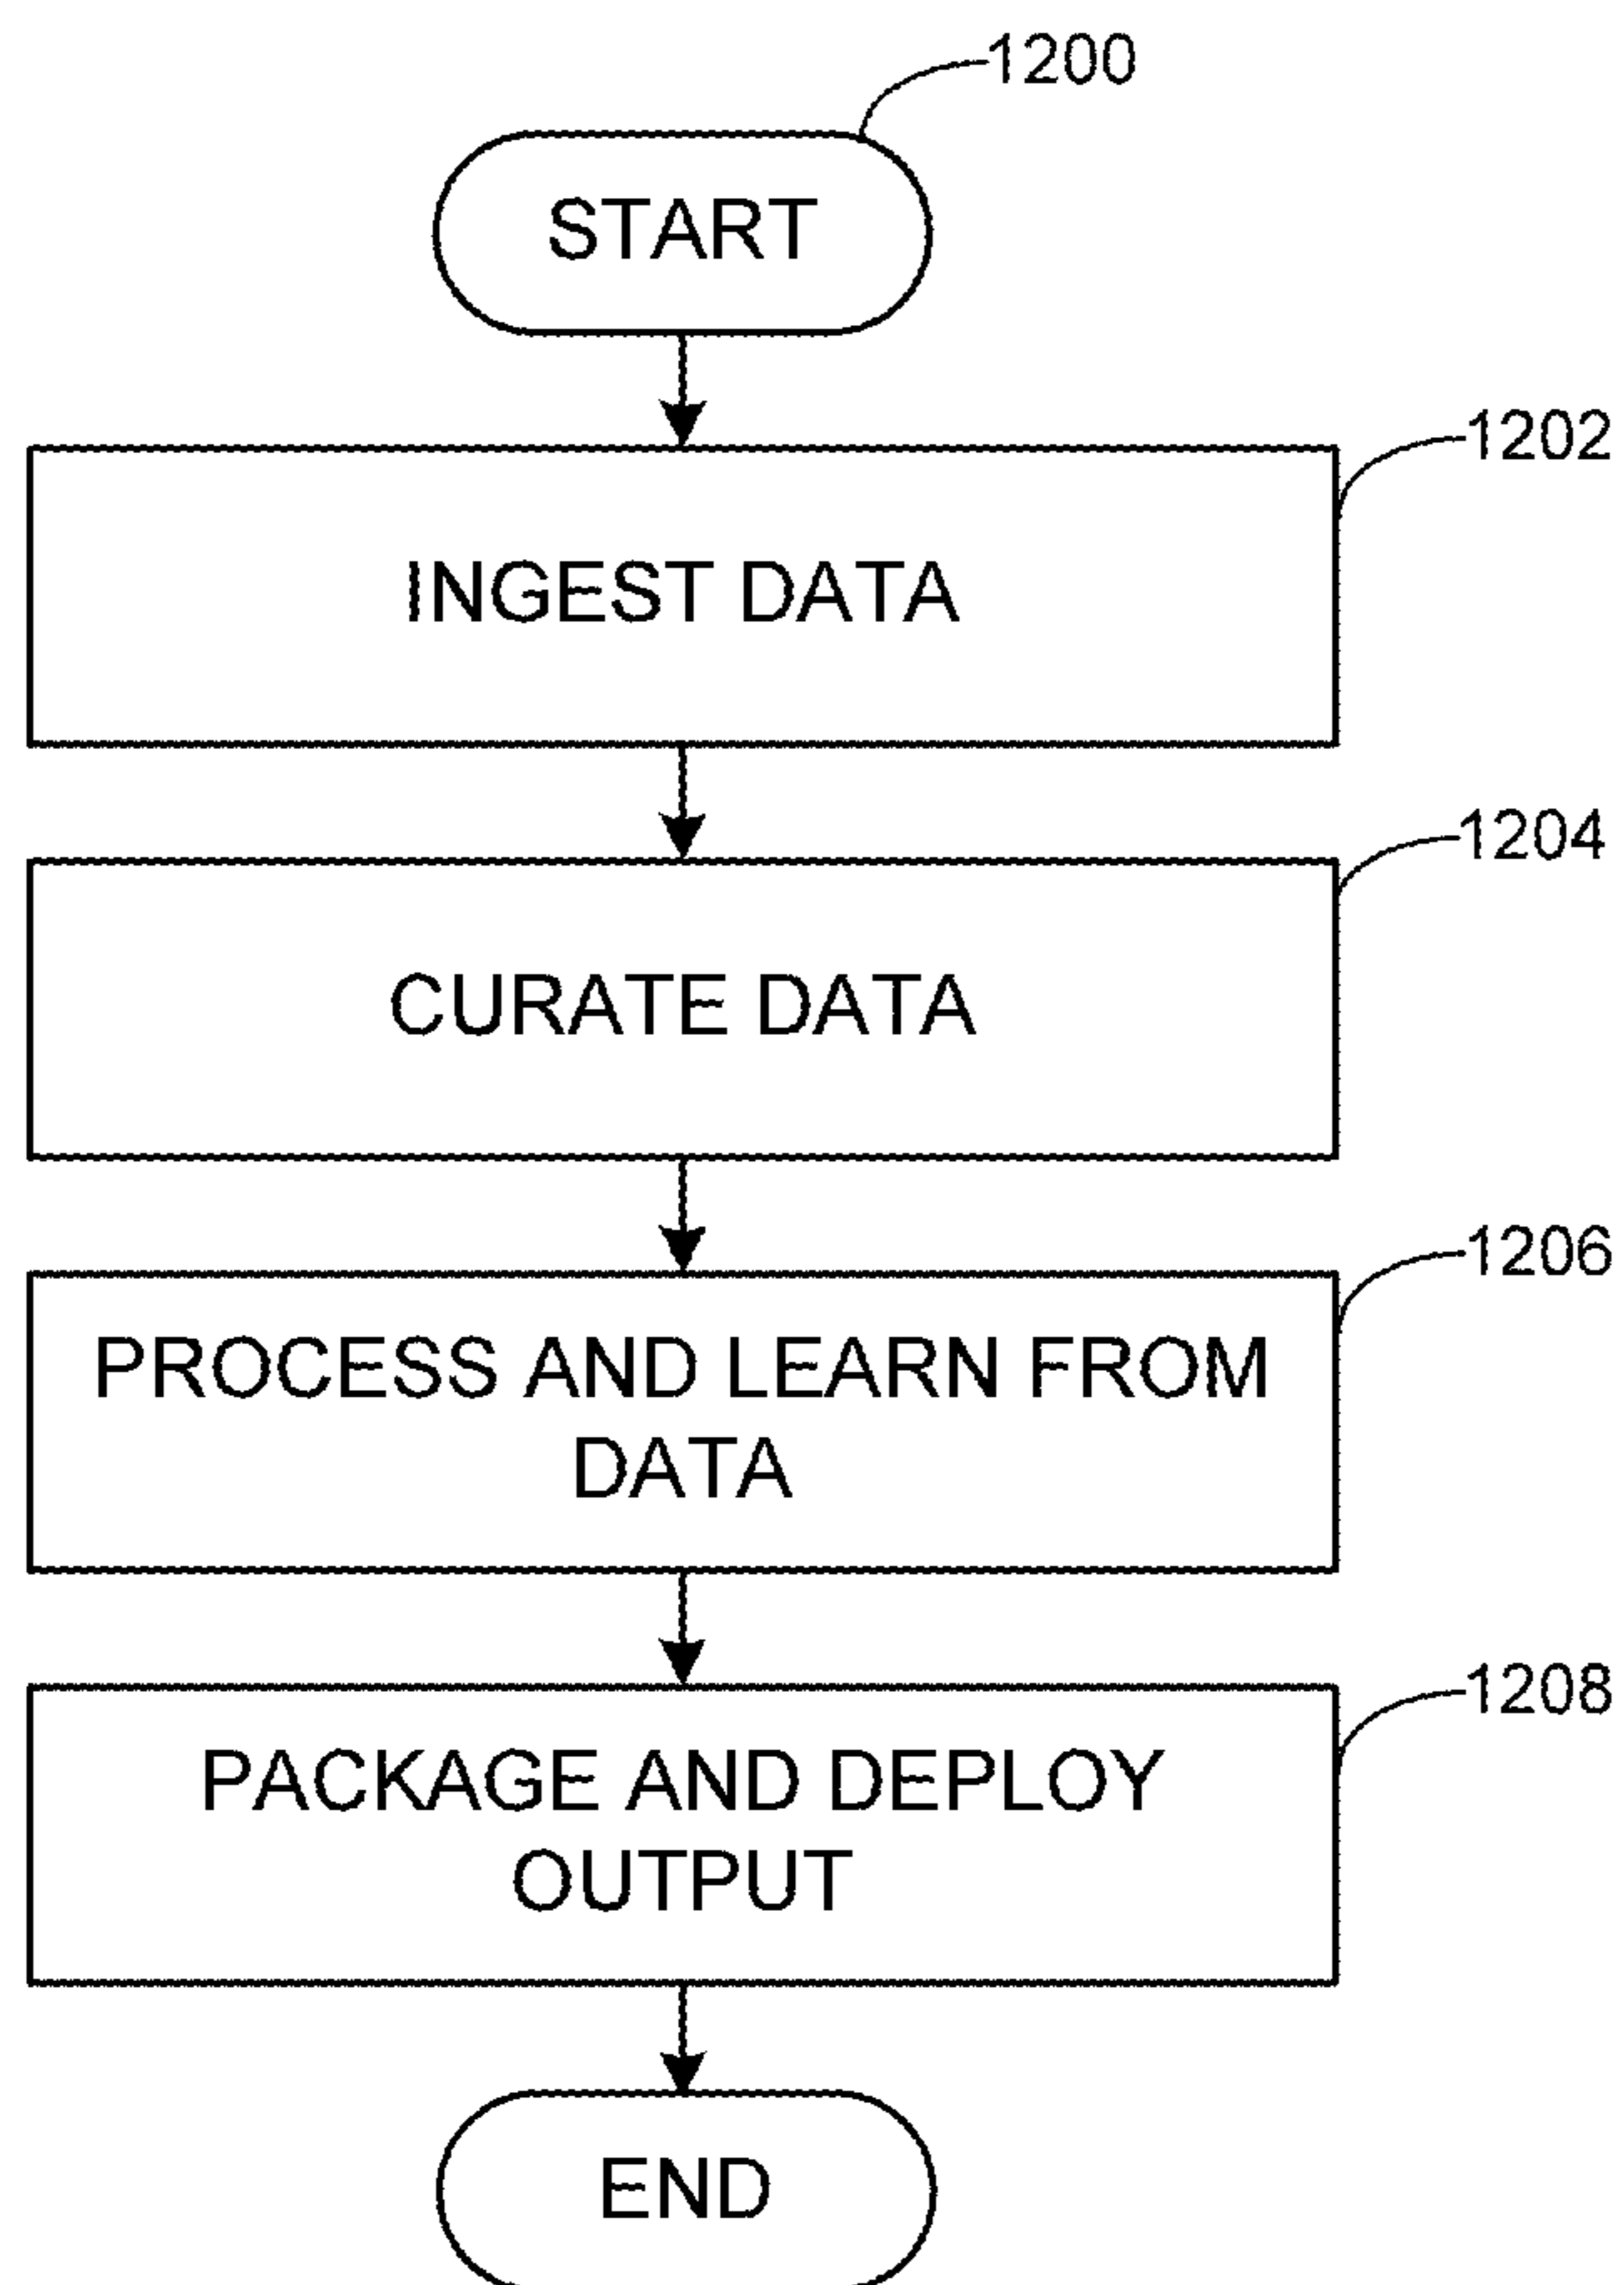 1200
START
1202
INGEST DATA
1204
CURATE DATA
1206
PROCESS AND LEARN FROM
DATA
1208
PACKAGE AND DEPLOY
OUTPUT
END